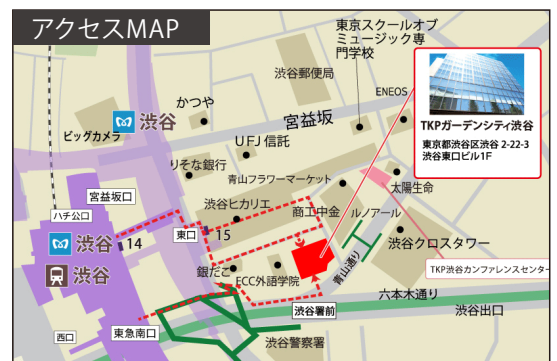 アクセスMAP
東京スクールオブ
ミュージック専
門学校
渋谷郵便局
ENEOS
かつや
宮益坂
ビッグカメラ
渋谷
UFJ信託
りそな銀行
TKPガーデンシティ渋谷
東京都渋谷区渋谷 2-22-3
渋谷東口ビル1F
青山フラワーマーケット
太陽生命
宮益坂口
ハチ公口
渋谷ヒカリエ
商工中金
ルノアール
東口
15
14
渋谷
渋谷
渋谷クロスタワー
銀だこ
ECC外語学院
青山通り
TKP渋谷カンファレンスセンター
六本木通り
渋谷署前
渋谷出口
西口
東急南口
渋谷警察署